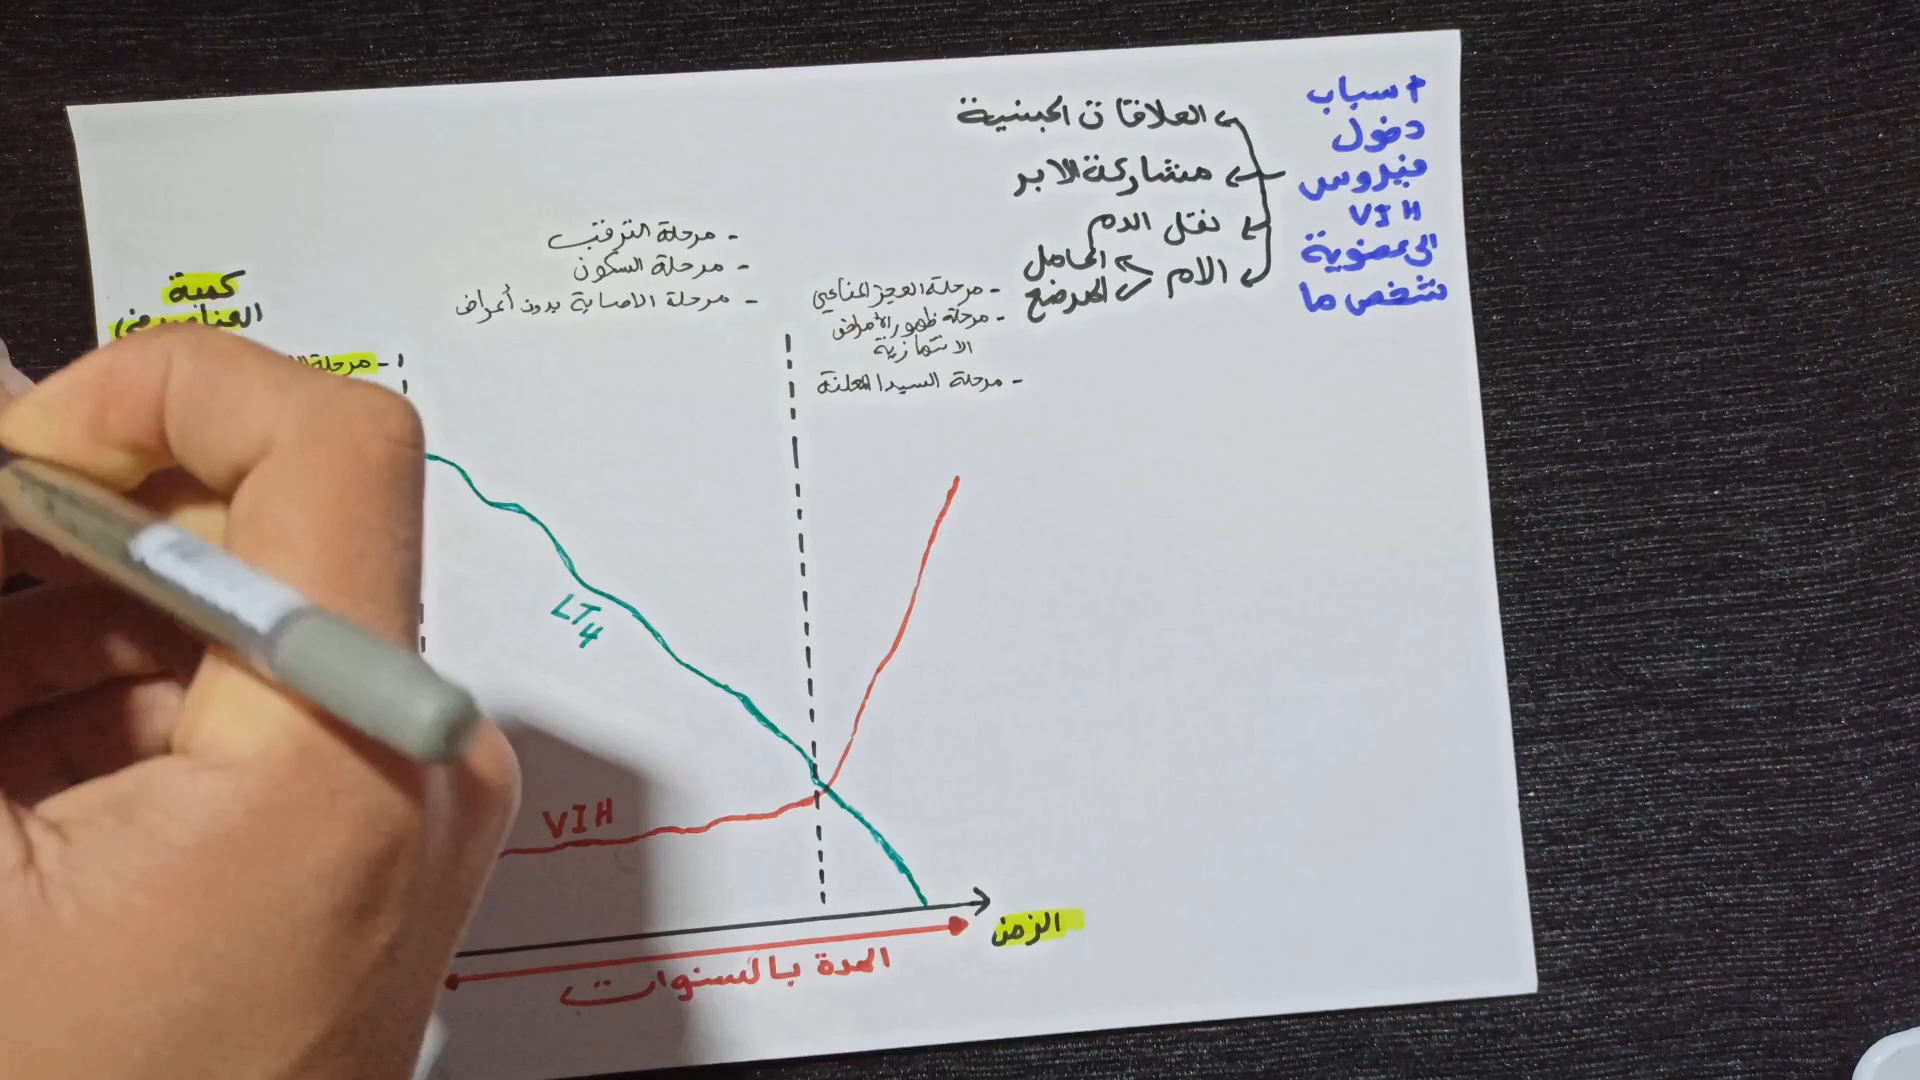 أسباب
دخول
فيروس
VIH
الى عضوية
شخص ما
العلاقات الجنسية
مشاركة الابر
نقل الدم
الام
الحامل
المرضع
- مرحلة الترقب
- مرحلة السكون
- مرحلة الاصابة بدون أعراض
- مرحلة العجز المناعي
- مرحلة ظهور الأمراض
الانتهازية
- مرحلة السيدا المعلنة
كمية
- مرحلة
LT4
VIH
الزمن
المدة بالسنوات